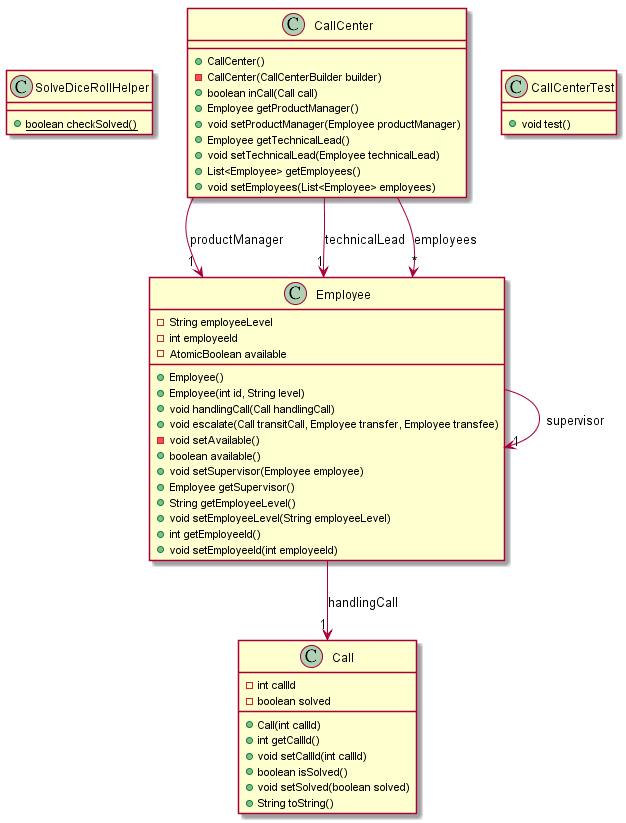 C CallCenter
CallCenter()
CallCenter(CallCenterBuilder builder)
boolean inCall(Call call)
Employee getProductManager()
void setProductManager(Employee productManager)
Employee getTechnicalLead()
void setTechnicalLead(Employee technicalLead)
List<Employee> getEmployees()
void setEmployees(List<Employee> employees)
C SolveDiceRollHelper
boolean checkSolved()
C CallCenterTest
void test()
productManager
technicalLead
employees
1
1
*
C Employee
String employeeLevel
int employeeId
AtomicBoolean available
Employee()
Employee(int id, String level)
void handlingCall(Call handlingCall)
void escalate(Call transitCall, Employee transfer, Employee transfee)
void setAvailable()
boolean available()
void setSupervisor(Employee employee)
Employee getSupervisor()
String getEmployeeLevel()
void setEmployeeLevel(String employeeLevel)
int getEmployeeId()
void setEmployeeId(int employeeId)
supervisor
1
handlingCall
1
C Call
int callId
boolean solved
Call(int callId)
int getCallId()
void setCallId(int callId)
boolean isSolved()
void setSolved(boolean solved)
String toString()